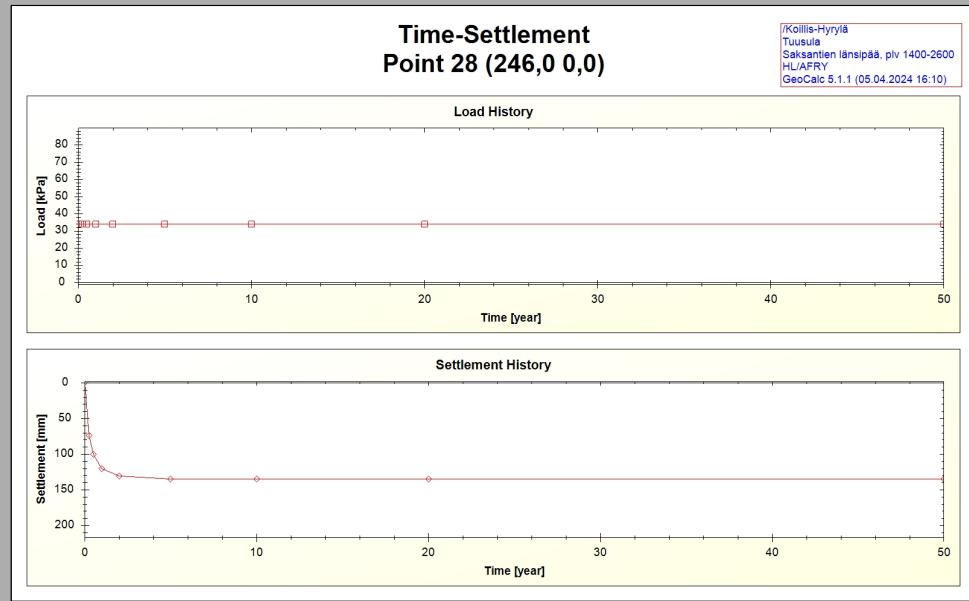 Time-Settlement
Point 28 (246,0 0,0)
/Koillis-Hyrylä
Tuusula
Saksantien länsipää, plv 1400-2600
HL/AFRY
GeoCalc 5.1.1 (05.04.2024 16:10)
Load History
Load [kPa]
80
70
60
50
40
30
20
10
0
0 10 20 30 40 50
Time [year]
Settlement History
Settlement [mm]
0
50
100
150
200
0 10 20 30 40 50
Time [year]